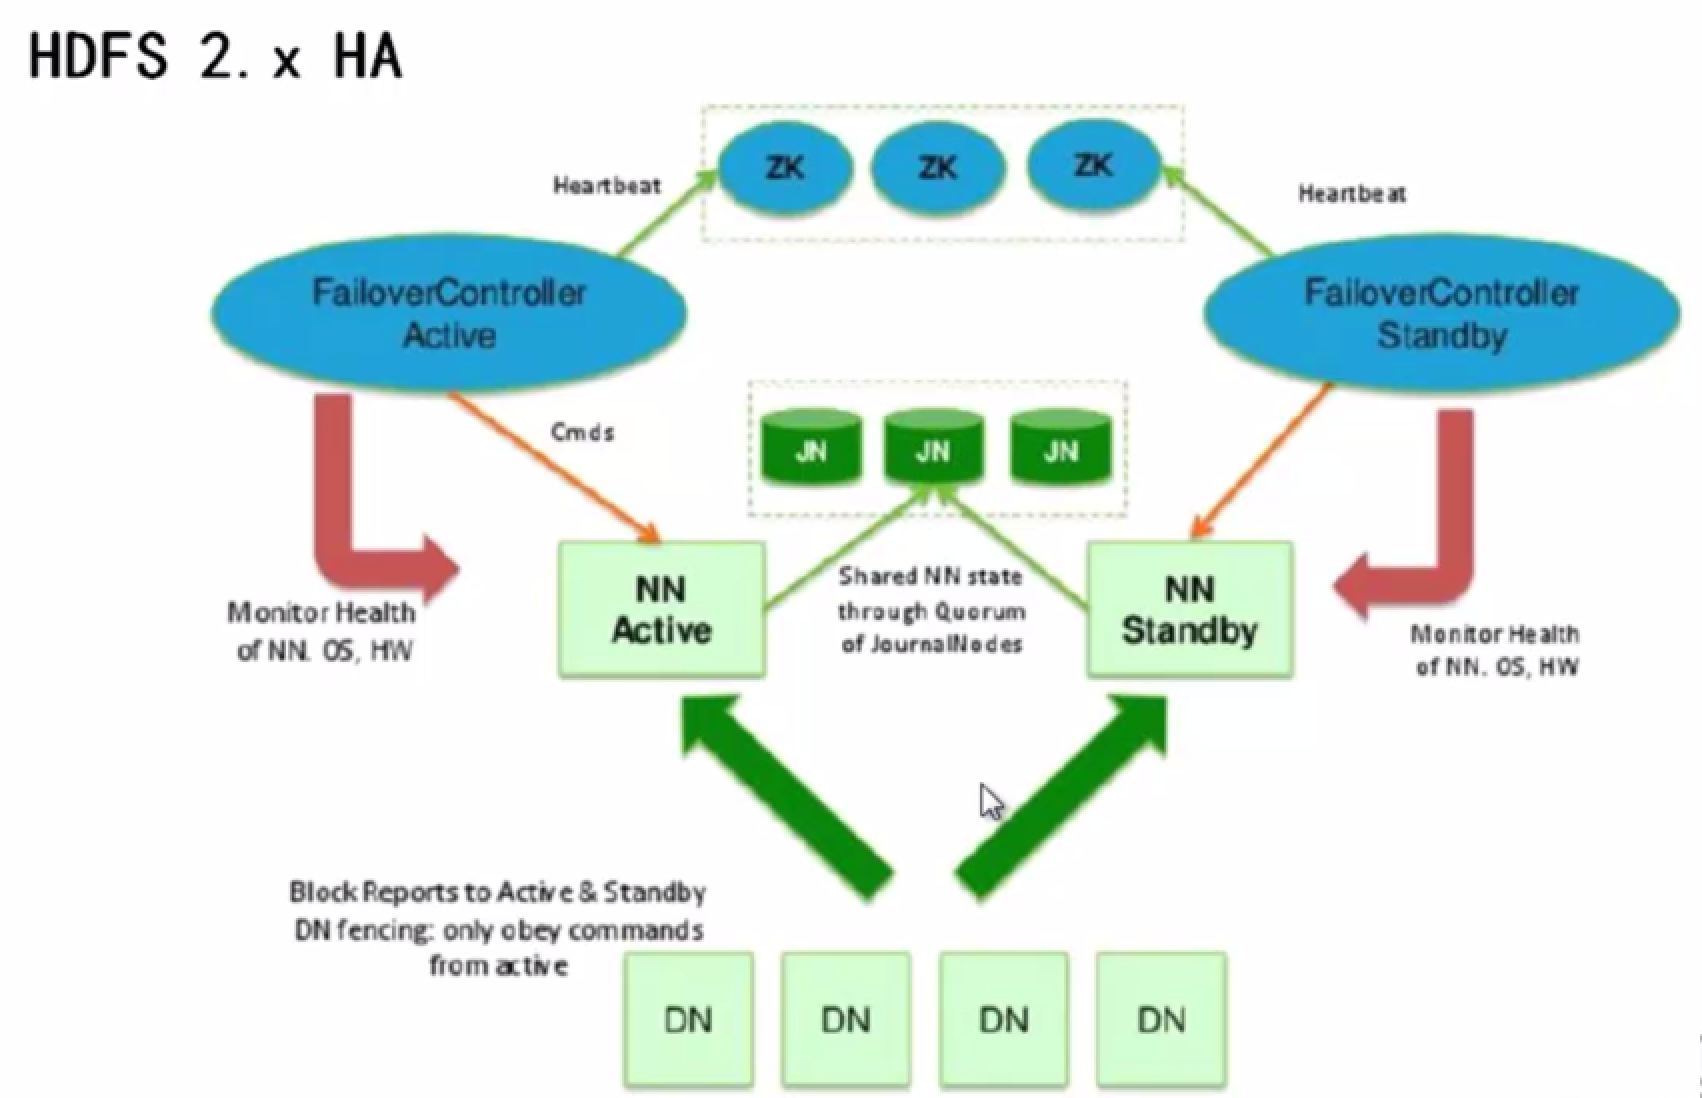 HDFS 2.x HA
ZK
ZK
ZK
Heartbeat
Heartbeat
FailoverController
Active
FailoverController
Standby
Cmds
JN
JN
JN
NN
Active
Shared NN state
through Quorum
of JournalNodes
NN
Standby
Monitor Health
of NN. OS, HW
Monitor Health
of NN. OS, HW
Block Reports to Active & Standby
DN fencing: only obey commands
from active
DN
DN
DN
DN